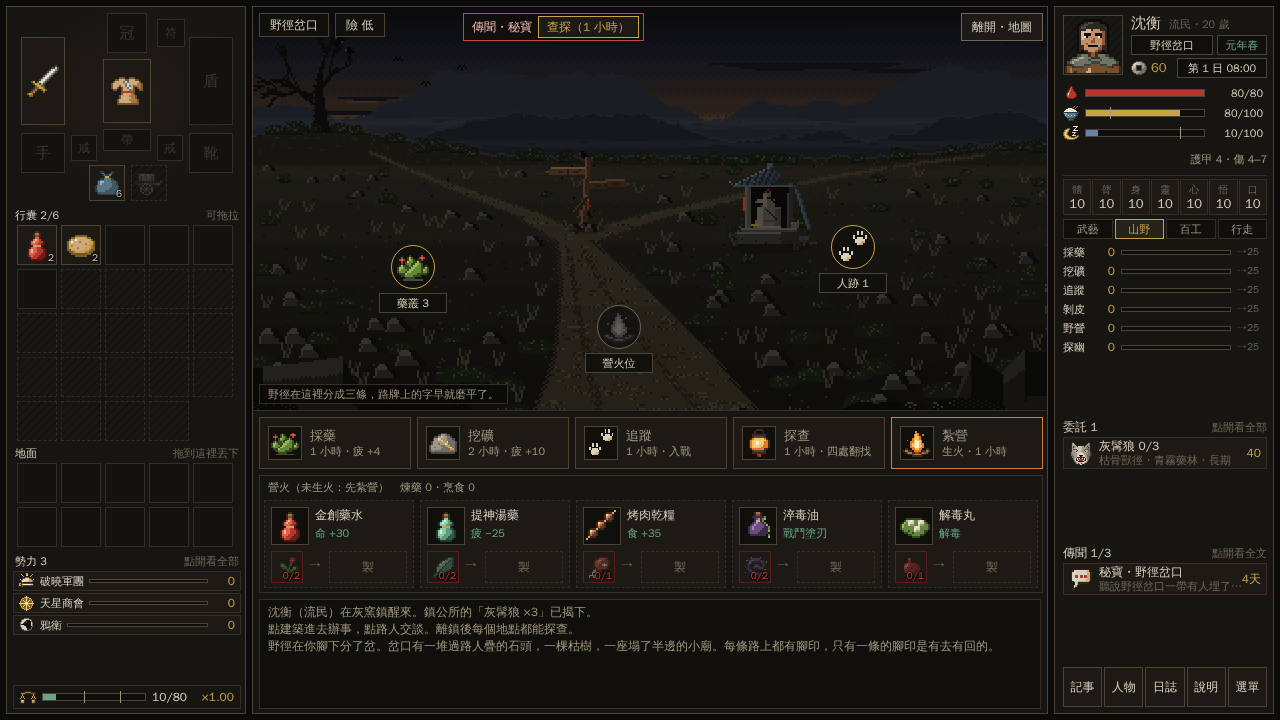 冠
符
盾
手
戒
帶
戒
靴
6
行囊 2/6
可拖拉
2
2
地面
拖到這裡丟下
勢力 3
點開看全部
破曉軍團 0
天星商會 0
鴉衛 0
10/80 ×1.00
野徑岔口
險 低
傳聞・秘寶
查探（1 小時）
離開・地圖
藥叢 3
人跡 1
營火位
野徑在這裡分成三條，路牌上的字早就磨平了。
採藥
1 小時・疲 +4
挖礦
2 小時・疲 +10
追蹤
1 小時・入戰
探查
1 小時・四處翻找
紮營
生火・1 小時
營火（未生火：先紮營） 煉藥 0・烹食 0
金創藥水
命 +30
0/2 → 製
提神湯藥
疲 −25
0/2 → 製
烤肉乾糧
食 +35
0/1 → 製
淬毒油
戰鬥塗刃
0/2 → 製
解毒丸
解毒
0/1 → 製
沈衡（流民）在灰窯鎮醒來。鎮公所的「灰髯狼 ×3」已揭下。
點建築進去辦事，點路人交談。離鎮後每個地點都能探查。
野徑在你腳下分了岔。岔口有一堆過路人疊的石頭，一棵枯樹，一座塌了半邊的小廟。每條路上都有腳印，只有一條的腳印是有去有回的。
沈衡 流民・20 歲
野徑岔口
元年春
60
第 1 日 08:00
80/80
80/100
10/100
護甲 4・傷 4–7
體 臂 身 靈 心 悟 口
10 10 10 10 10 10 10
武藝
山野
百工
行走
採藥 0 →25
挖礦 0 →25
追蹤 0 →25
剝皮 0 →25
野營 0 →25
探幽 0 →25
委託 1
點開看全部
灰髯狼 0/3
枯骨獸徑・青霧藥林・長期
40
傳聞 1/3
點開看全文
秘寶・野徑岔口
聽說野徑岔口一帶有人埋了…
4天
記事
人物
日誌
說明
選單